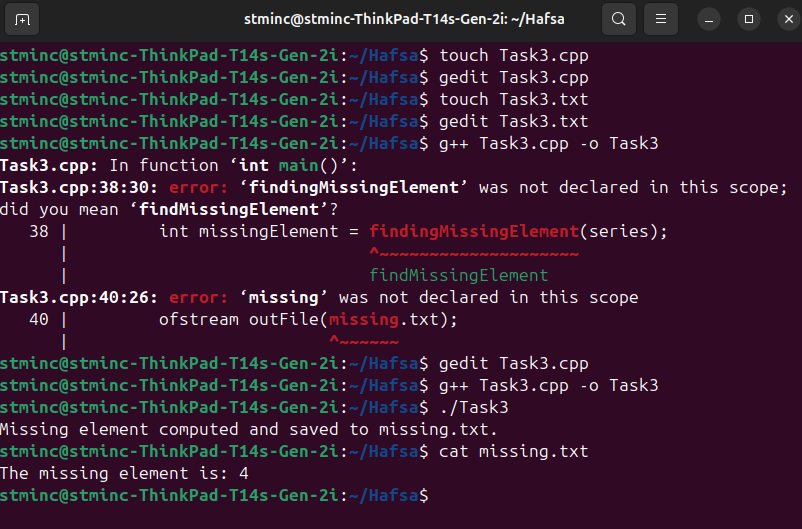 stminc@stminc-ThinkPad-T14s-Gen-2i: ~/Hafsa
stminc@stminc-ThinkPad-T14s-Gen-2i:~/Hafsa$ touch Task3.cpp
stminc@stminc-ThinkPad-T14s-Gen-2i:~/Hafsa$ gedit Task3.cpp
stminc@stminc-ThinkPad-T14s-Gen-2i:~/Hafsa$ touch Task3.txt
stminc@stminc-ThinkPad-T14s-Gen-2i:~/Hafsa$ gedit Task3.txt
stminc@stminc-ThinkPad-T14s-Gen-2i:~/Hafsa$ g++ Task3.cpp -o Task3
Task3.cpp: In function ‘int main()’:
Task3.cpp:38:30: error: ‘findingMissingElement’ was not declared in this scope;
did you mean ‘findMissingElement’?
   38 |         int missingElement = findingMissingElement(series);
      |                              ^~~~~~~~~~~~~~~~~~~~~
      |                              findMissingElement
Task3.cpp:40:26: error: ‘missing’ was not declared in this scope
   40 |         ofstream outFile(missing.txt);
      |                          ^~~~~~~
stminc@stminc-ThinkPad-T14s-Gen-2i:~/Hafsa$ gedit Task3.cpp
stminc@stminc-ThinkPad-T14s-Gen-2i:~/Hafsa$ g++ Task3.cpp -o Task3
stminc@stminc-ThinkPad-T14s-Gen-2i:~/Hafsa$ ./Task3
Missing element computed and saved to missing.txt.
stminc@stminc-ThinkPad-T14s-Gen-2i:~/Hafsa$ cat missing.txt
The missing element is: 4
stminc@stminc-ThinkPad-T14s-Gen-2i:~/Hafsa$